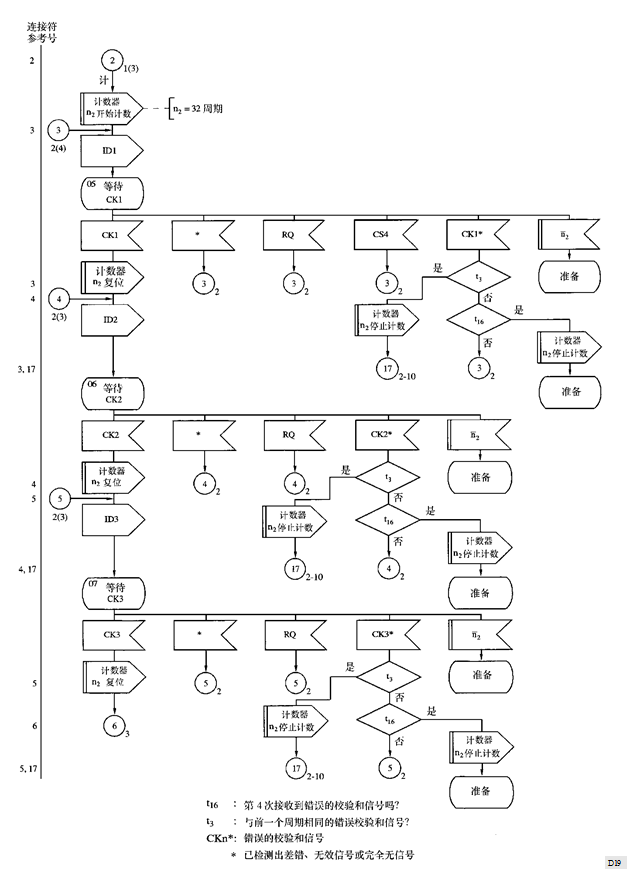 连接符
参考号
2
2
1(3)
计
计数器
n2开始计数
n2 = 32 周期
3
3
2(4)
ID1
05 等待
CK1
CK1
*
RQ
CS4
CK1*
n̅2
计数器
n2 复位
3
2
3
2
3
2
t3
是
准备
3
否
4
4
2(3)
ID2
计数器
n2 停止计数
t16
是
否
计数器
n2 停止计数
3, 17
17
2-10
3
2
准备
06 等待
CK2
CK2
*
RQ
CK2*
n̅2
计数器
n2 复位
4
2
4
2
是
t3
准备
4
否
5
5
2(3)
ID3
计数器
n2 停止计数
t16
是
否
计数器
n2 停止计数
4, 17
17
2-10
4
2
07 等待
CK3
准备
CK3
*
RQ
CK3*
n̅2
计数器
n2 复位
5
2
5
2
是
t3
准备
5
否
6
6
3
计数器
n2 停止计数
t16
是
否
计数器
n2 停止计数
5, 17
17
2-10
5
2
准备
t16 : 第 4 次接收到错误的校验和信号吗?
t3 : 与前一个周期相同的错误校验和信号?
CKn*: 错误的校验和信号
* 已检测出差错、无效信号或完全无信号
D19